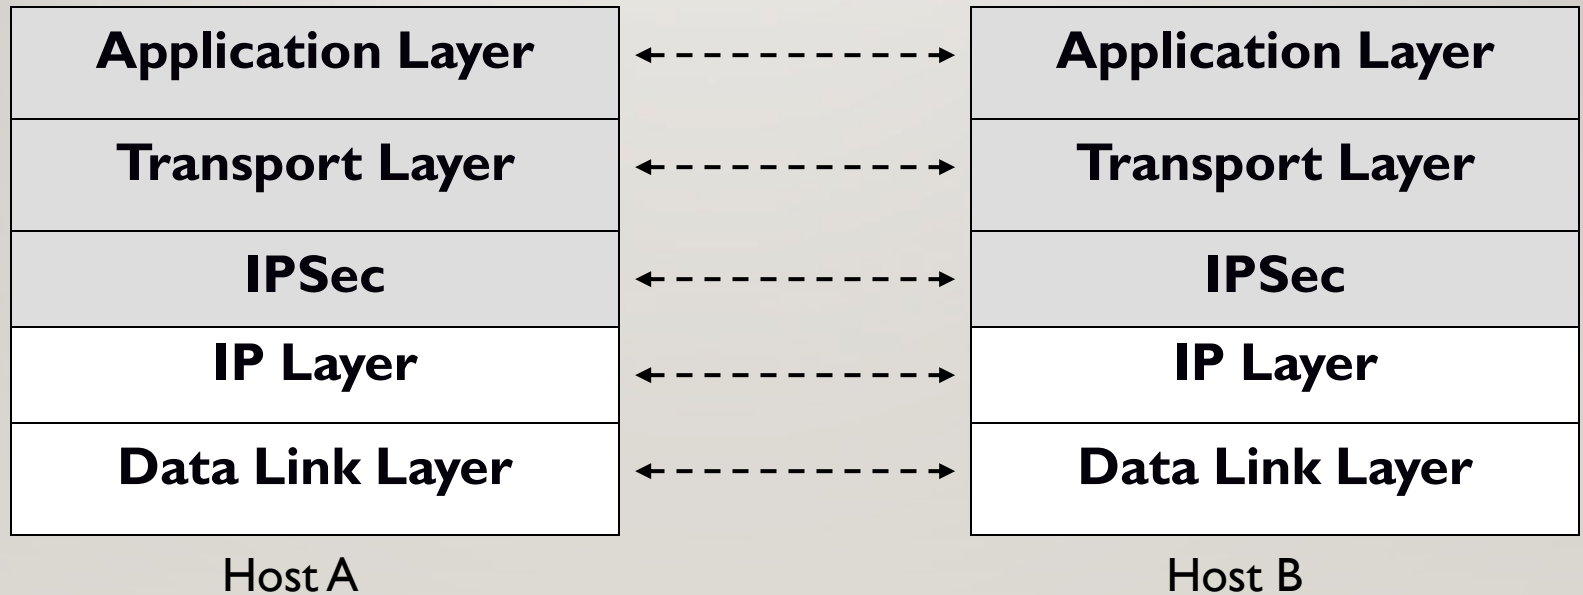 Application Layer
Application Layer
Transport Layer
Transport Layer
IPSec
IPSec
IP Layer
IP Layer
Data Link Layer
Data Link Layer
Host A
Host B